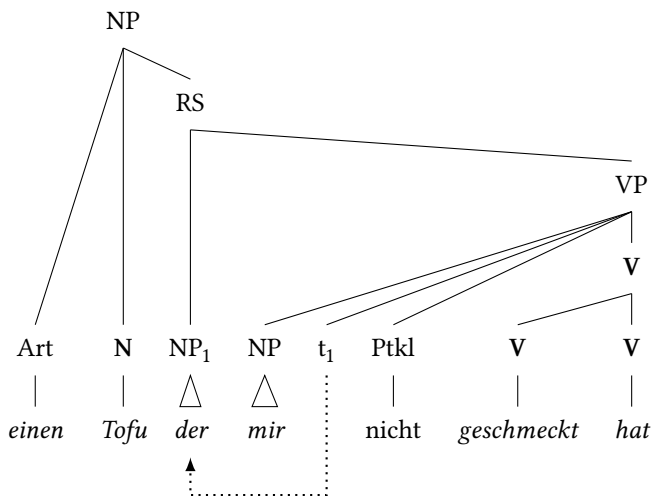 NP
RS
VP
V
Art N NP₁ NP t₁ Ptkl V V
einen Tofu der mir nicht geschmeckt hat